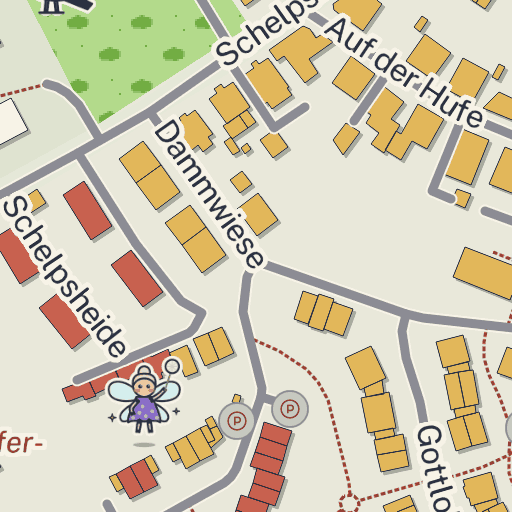 Schelps
Auf der Hufe
Dammwiese
Schelpsheide
P
P
fer-
Gottlo